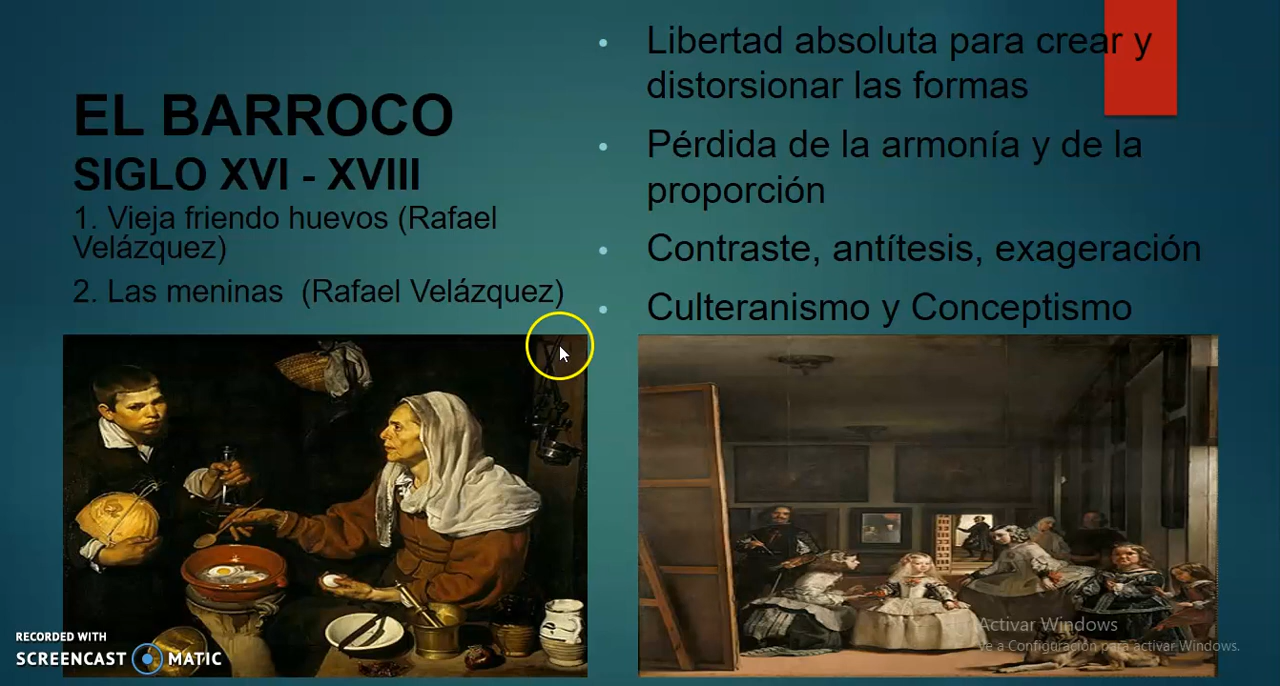 EL BARROCO
SIGLO XVI - XVIII
1. Vieja friendo huevos (Rafael
Velázquez)
2. Las meninas (Rafael Velázquez)
Libertad absoluta para crear y
distorsionar las formas
Pérdida de la armonía y de la
proporción
Contraste, antítesis, exageración
Culteranismo y Conceptismo
RECORDED WITH
SCREENCAST MATIC
Activar Windows
Ve a Configuración para activar Windows.